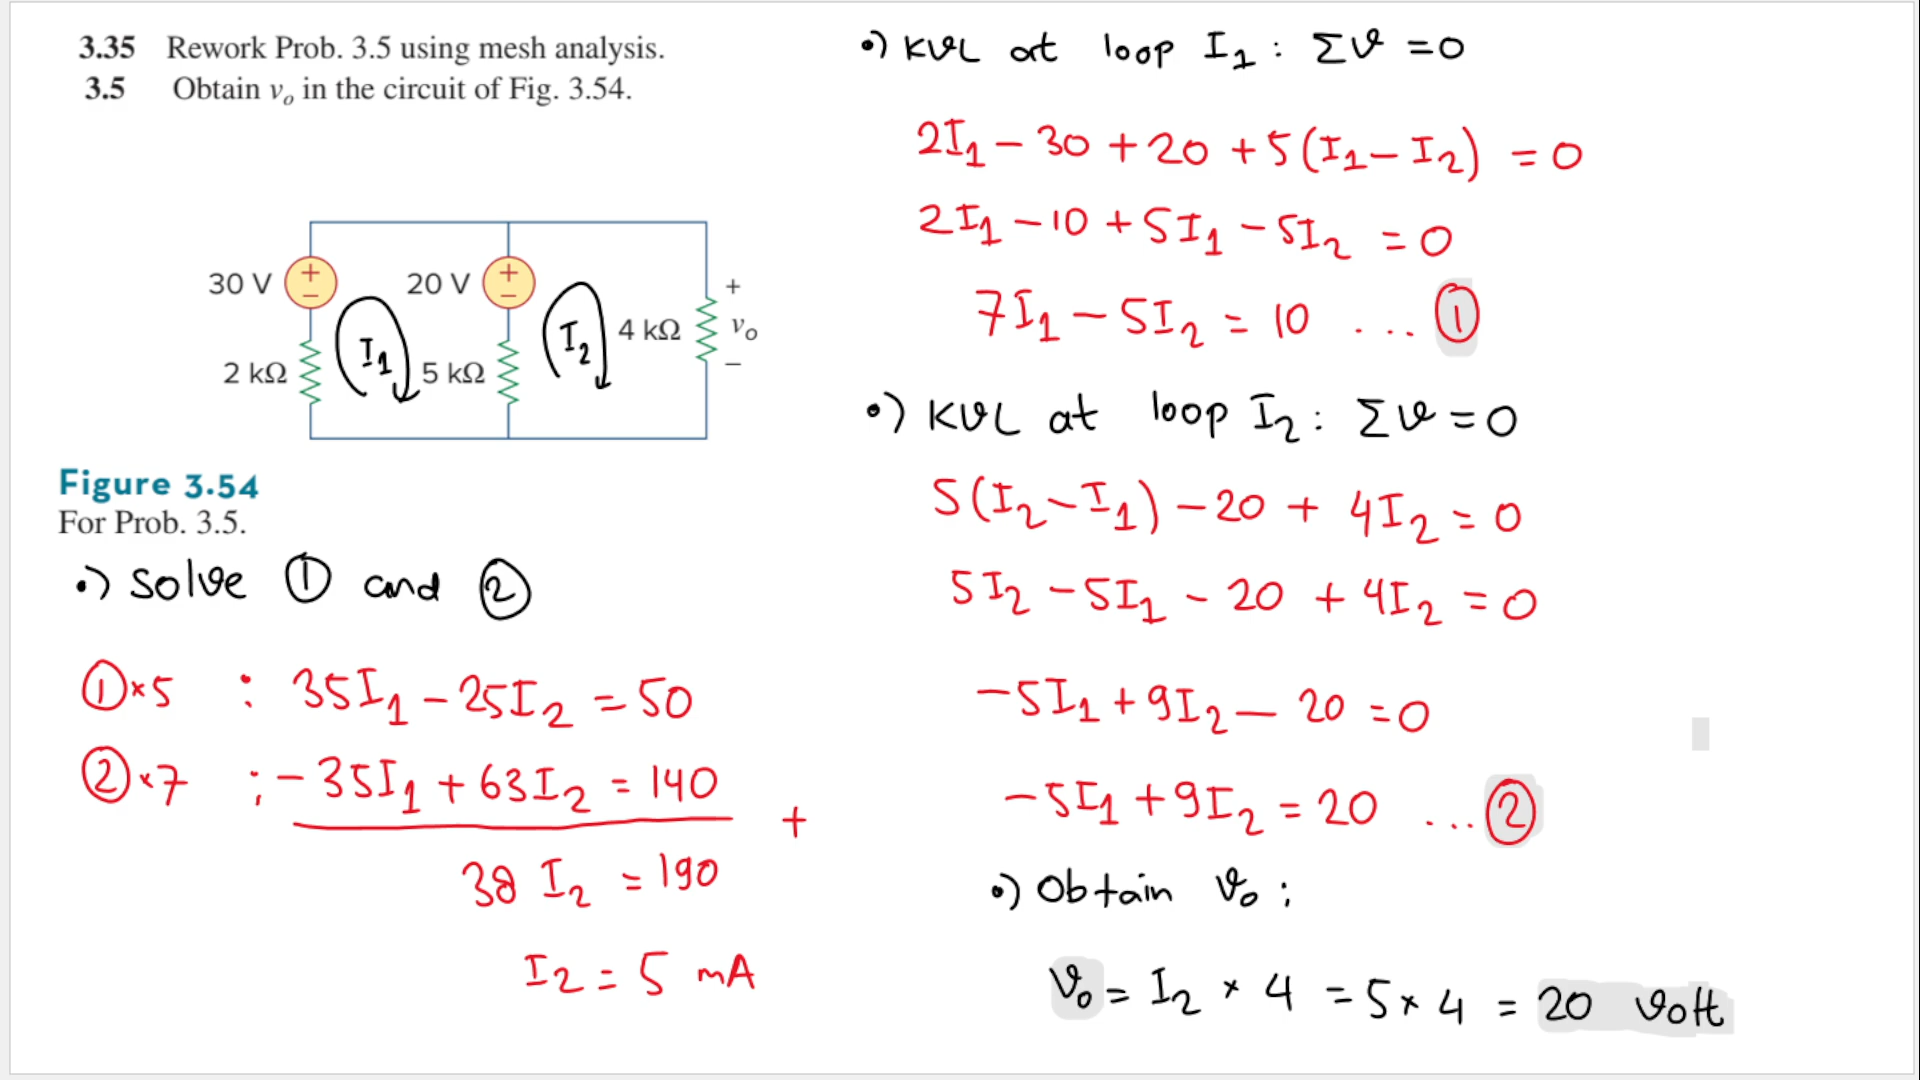 3.35 Rework Prob. 3.5 using mesh analysis.
3.5 Obtain vₒ in the circuit of Fig. 3.54.
30 V + − 20 V + − +
4 kΩ vₒ
I₁ I₂
2 kΩ 5 kΩ −
Figure 3.54
For Prob. 3.5.
•) Solve ① and ②
①×5 : 35I₁ − 25I₂ = 50
②×7 : −35I₁ + 63I₂ = 140 +
38 I₂ = 190
I₂ = 5 mA
•) KVL at loop I₁ : Σv = 0
2I₁ − 30 + 20 + 5(I₁ − I₂) = 0
2I₁ − 10 + 5I₁ − 5I₂ = 0
7I₁ − 5I₂ = 10 ... ①
•) KVL at loop I₂ : Σv = 0
5(I₂ − I₁) − 20 + 4I₂ = 0
5I₂ − 5I₁ − 20 + 4I₂ = 0
−5I₁ + 9I₂ − 20 = 0
−5I₁ + 9I₂ = 20 ... ②
•) Obtain vₒ ;
vₒ = I₂ × 4 = 5 × 4 = 20 volt